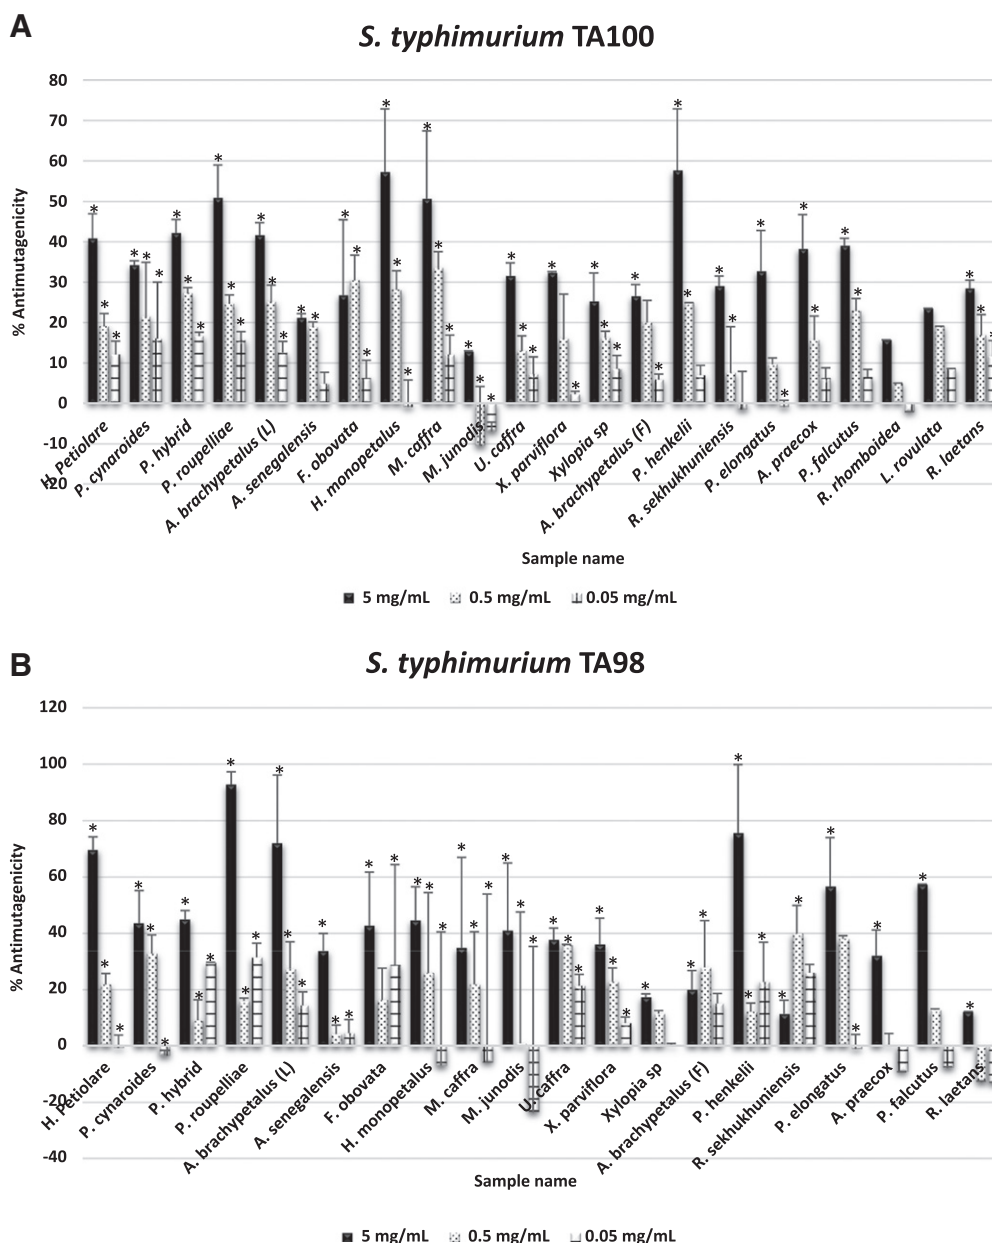 A
S. typhimurium TA100
80
70
60
50
40
30
20
10
0
-10
-20
% Antimutagenicity
H. Petiolare
P. cynaroides
P. hybrid
P. roupelliae
A. brachypetalus (L)
A. senegalensis
F. obovata
H. monopetalus
M. caffra
M. junodis
U. caffra
X. parviflora
Xylopia sp
A. brachypetalus (F)
P. henkelii
R. sekhukhuniensis
P. elongatus
A. praecox
P. falcutus
R. rhomboidea
L. rovulata
R. laetans
Sample name
5 mg/mL 0.5 mg/mL 0.05 mg/mL
B
S. typhimurium TA98
120
100
80
60
40
20
0
-20
-40
% Antimutagenicity
H. Petiolare
P. cynaroides
P. hybrid
P. roupelliae
A. brachypetalus (L)
A. senegalensis
F. obovata
H. monopetalus
M. caffra
M. junodis
U. caffra
X. parviflora
Xylopia sp
A. brachypetalus (F)
P. henkelii
R. sekhukhuniensis
P. elongatus
A. praecox
P. falcutus
R. laetans
Sample name
5 mg/mL 0.5 mg/mL 0.05 mg/mL